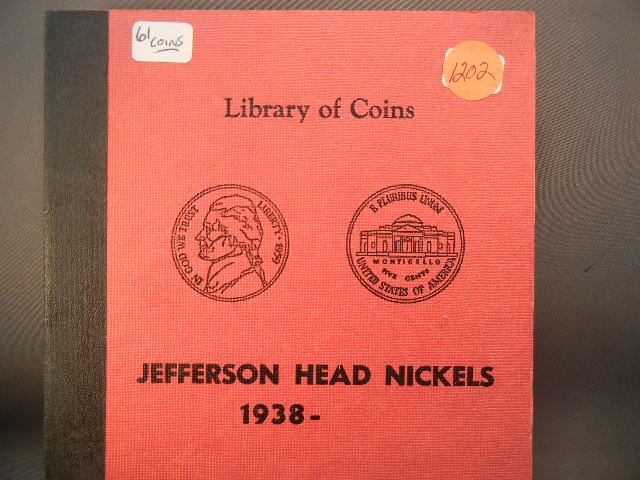 61
COINS
1202
Library of Coins
IN GOD WE TRUST
LIBERTY
E PLURIBUS UNUM
MONTICELLO
FIVE CENTS
UNITED STATES OF AMERICA
JEFFERSON HEAD NICKELS
1938-